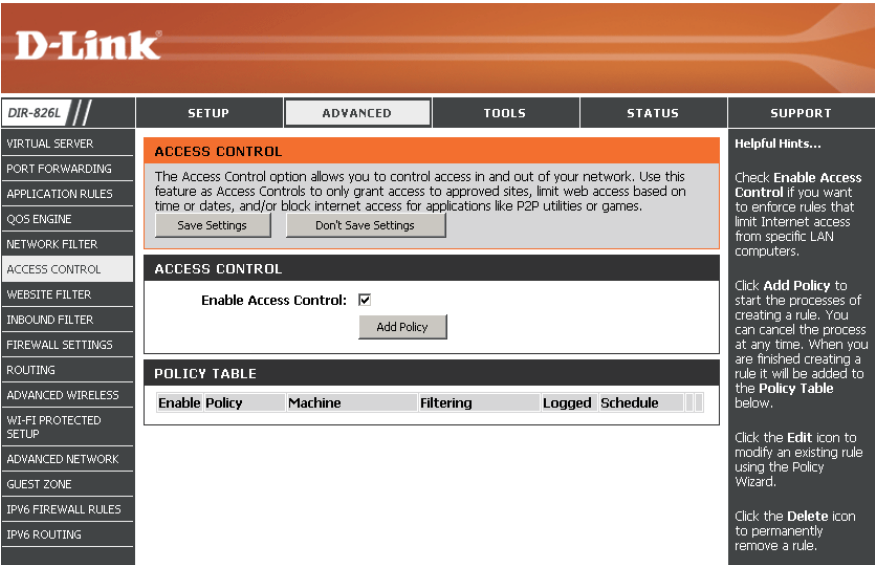 D-Link®
DIR-826L
SETUP
ADVANCED
TOOLS
STATUS
SUPPORT
VIRTUAL SERVER
PORT FORWARDING
APPLICATION RULES
QOS ENGINE
NETWORK FILTER
ACCESS CONTROL
WEBSITE FILTER
INBOUND FILTER
FIREWALL SETTINGS
ROUTING
ADVANCED WIRELESS
WI-FI PROTECTED
SETUP
ADVANCED NETWORK
GUEST ZONE
IPV6 FIREWALL RULES
IPV6 ROUTING
ACCESS CONTROL
The Access Control option allows you to control access in and out of your network. Use this
feature as Access Controls to only grant access to approved sites, limit web access based on
time or dates, and/or block internet access for applications like P2P utilities or games.
Save Settings
Don't Save Settings
ACCESS CONTROL
Enable Access Control:
Add Policy
POLICY TABLE
Enable Policy Machine Filtering Logged Schedule
Helpful Hints...
Check Enable Access
Control if you want
to enforce rules that
limit Internet access
from specific LAN
computers.
Click Add Policy to
start the processes of
creating a rule. You
can cancel the process
at any time. When you
are finished creating a
rule it will be added to
the Policy Table
below.
Click the Edit icon to
modify an existing rule
using the Policy
Wizard.
Click the Delete icon
to permanently
remove a rule.